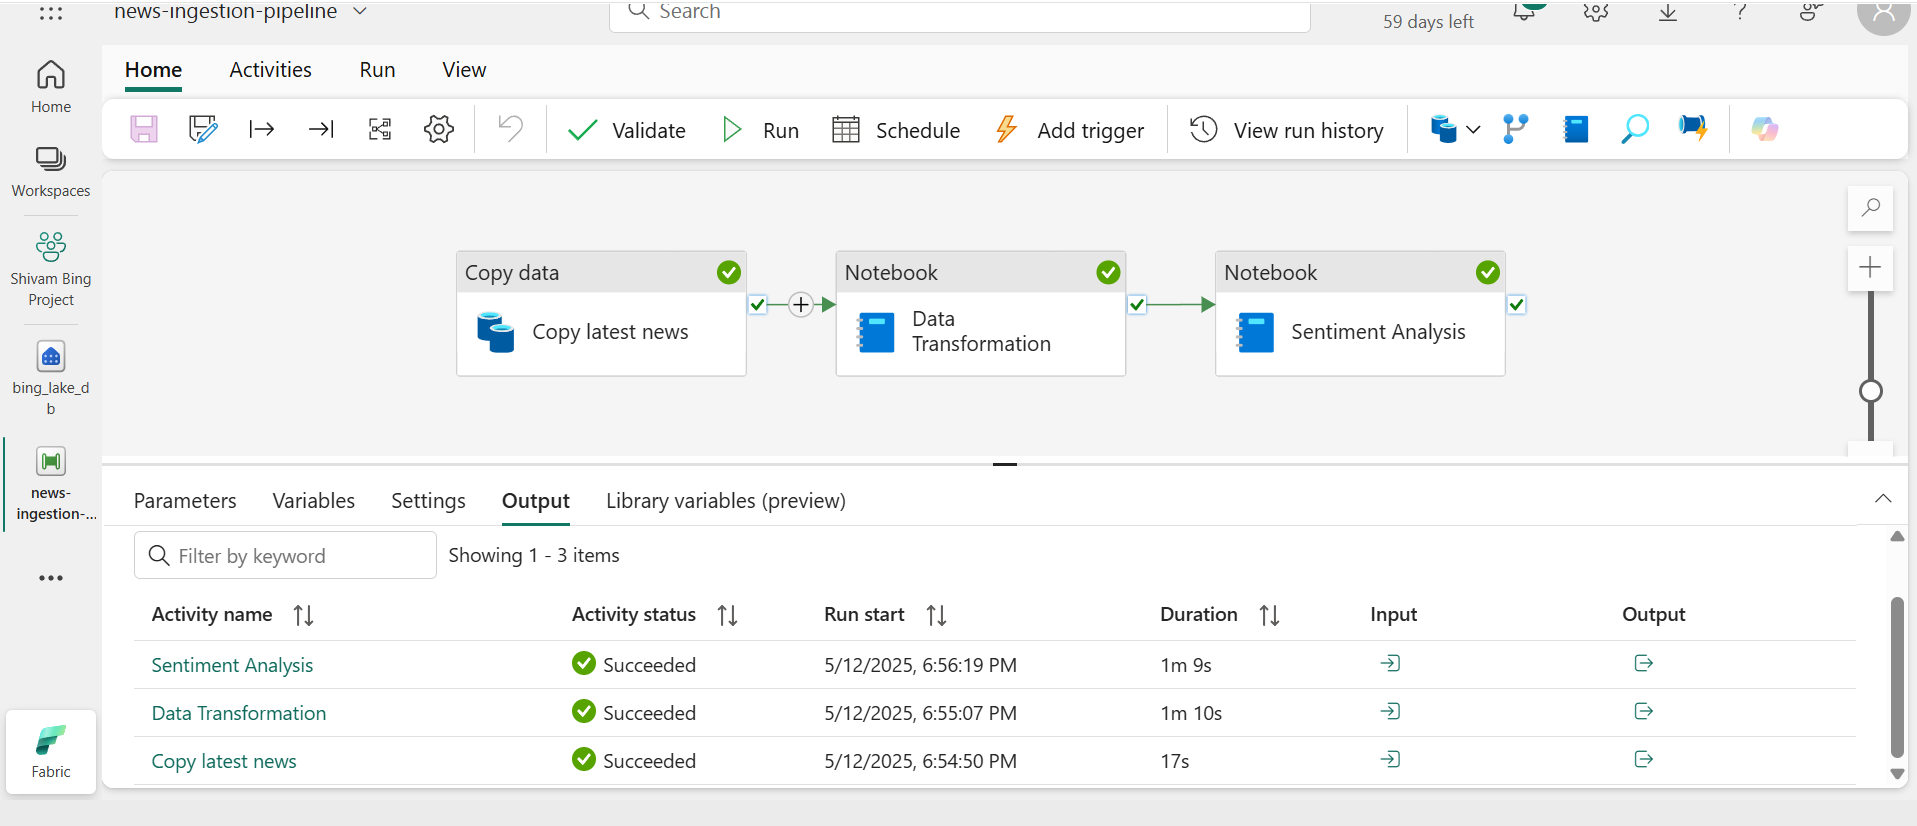 news-ingestion-pipeline
Search
59 days left
Home
Activities
Run
View
Validate
Run
Schedule
Add trigger
View run history
Home
Workspaces
Shivam Bing
Project
bing_lake_d
b
news-
ingestion-...
Fabric
Copy data
Copy latest news
Notebook
Data
Transformation
Notebook
Sentiment Analysis
Parameters
Variables
Settings
Output
Library variables (preview)
Filter by keyword
Showing 1 - 3 items
Activity name
Activity status
Run start
Duration
Input
Output
Sentiment Analysis
Succeeded
5/12/2025, 6:56:19 PM
1m 9s
Data Transformation
Succeeded
5/12/2025, 6:55:07 PM
1m 10s
Copy latest news
Succeeded
5/12/2025, 6:54:50 PM
17s